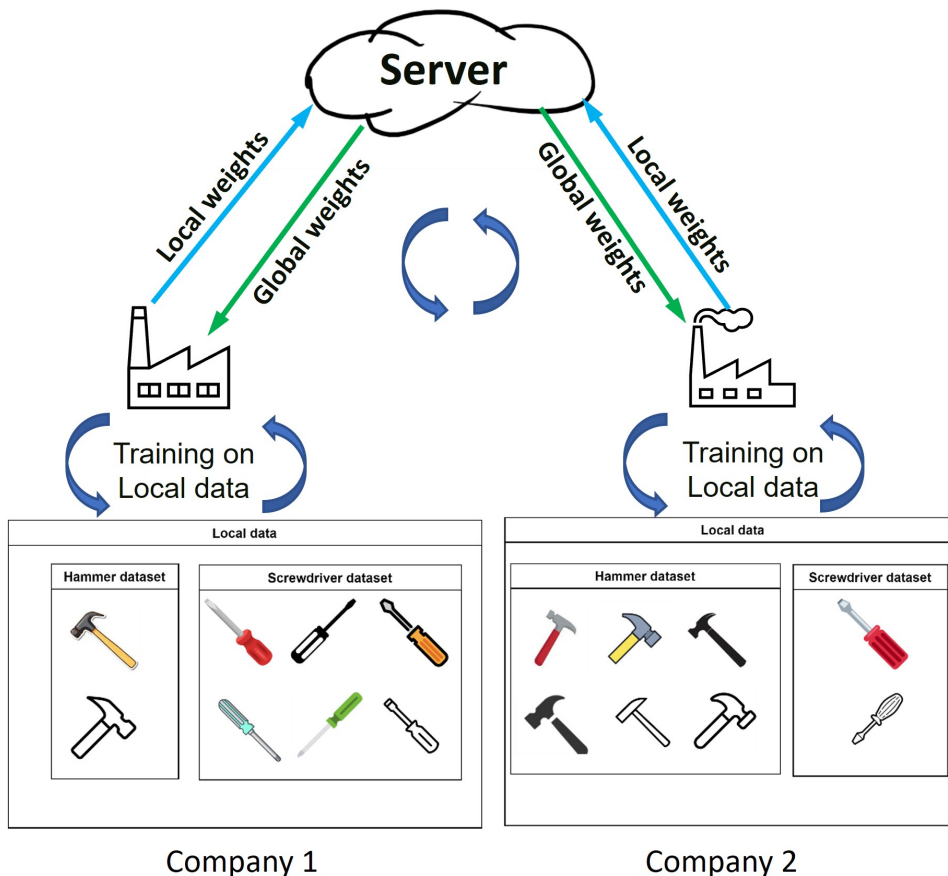 Server
Local weights
Global weights
Global weights
Local weights
Training on
Local data
Training on
Local data
Local data
Hammer dataset
Screwdriver dataset
Local data
Hammer dataset
Screwdriver dataset
Company 1
Company 2